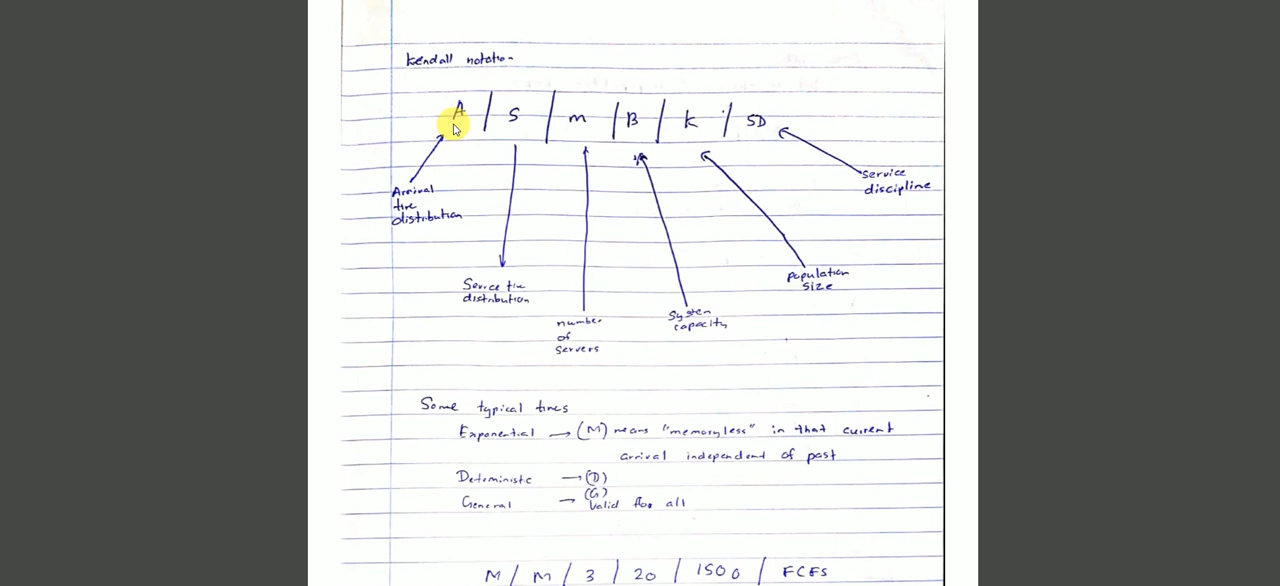 Kendall notation
A / S / m / B / K / SD
Service
discipline
Arrival
time
distribution
Population
size
Service time
distribution
System
capacity
number
of
servers
Some typical times
Exponential → (M) means "memoryless" in that current
arrival independent of past
Deterministic → (D)
General → (G)
Valid for all
M / M / 3 / 20 / 1500 / FCFS